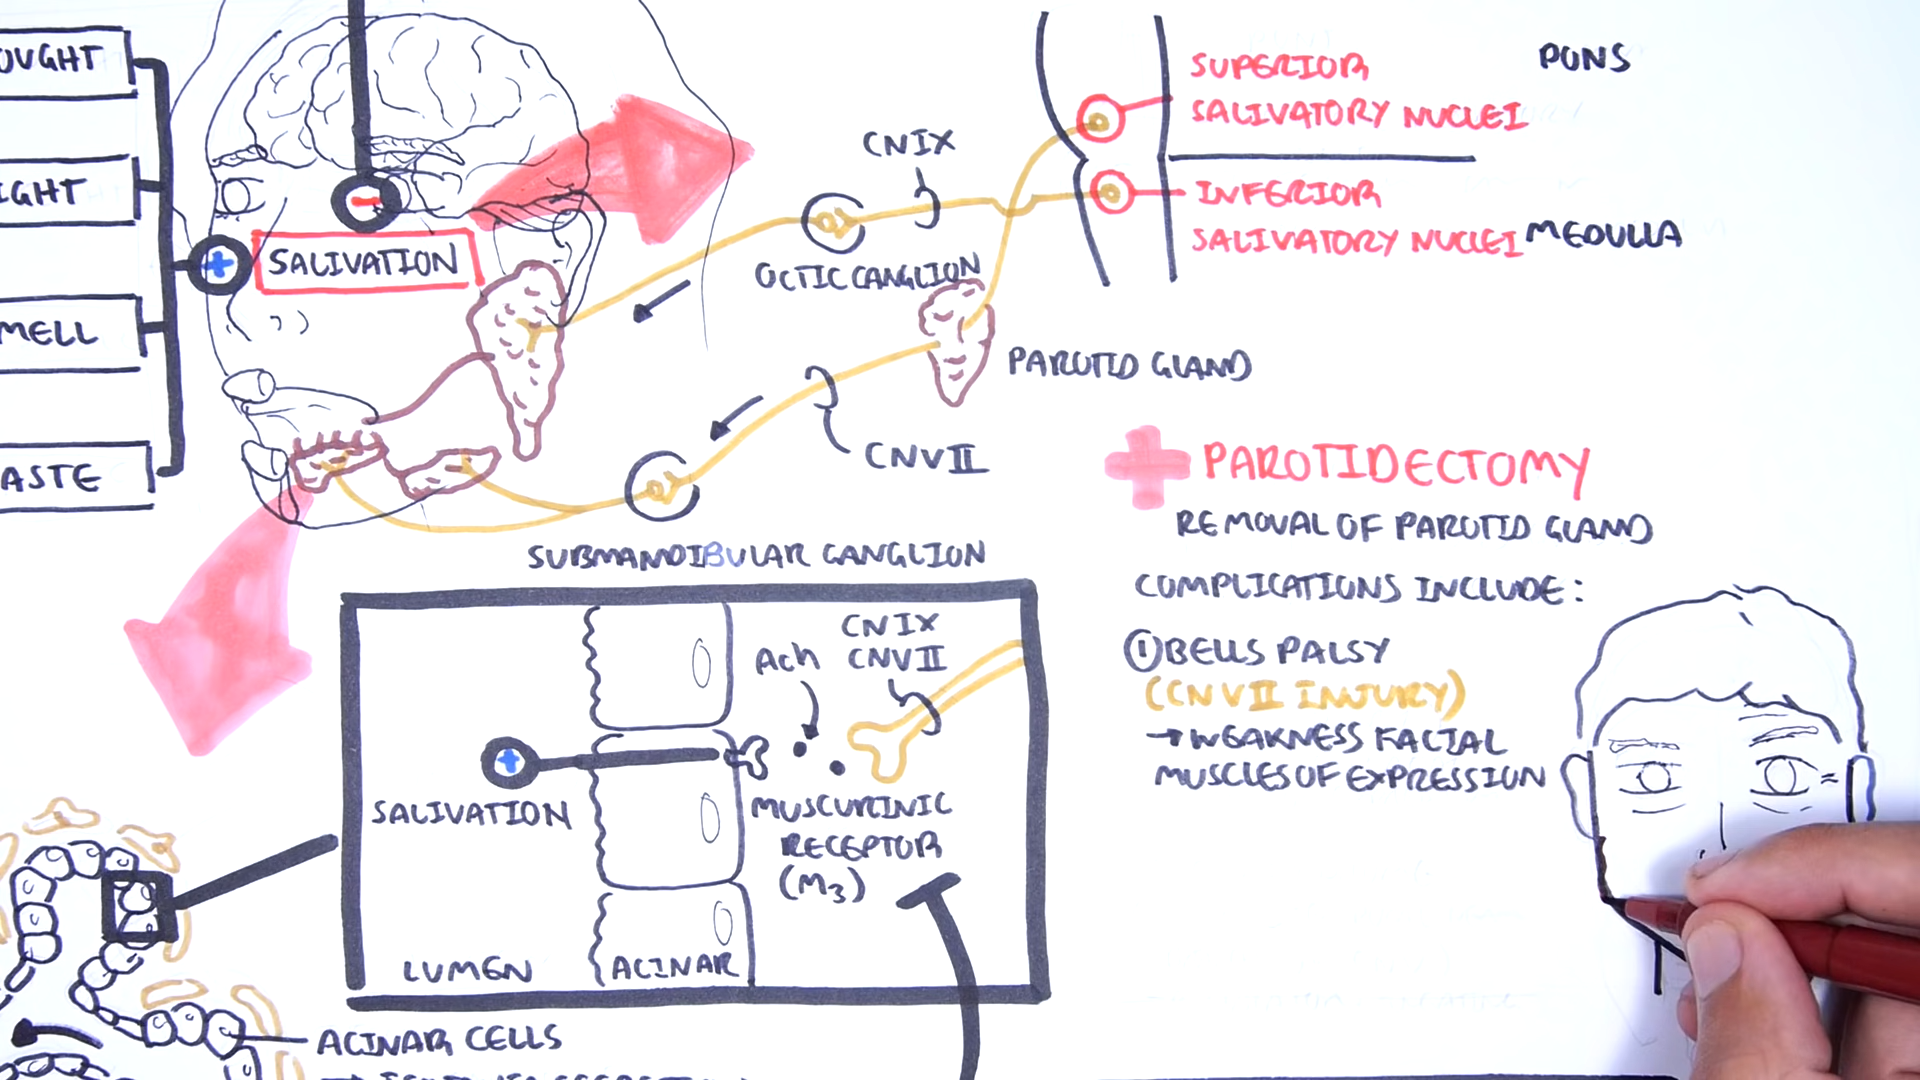 OUGHT
IGHT
MELL
ASTE
SALIVATION
CNIX
OCTIC GANGLION
SUPERIOR
SALIVATORY NUCLEI
PONS
INFERIOR
SALIVATORY NUCLEI
MEDULLA
PAROTID GLAND
CNVII
SUBMANDIBULAR GANGLION
PAROTIDECTOMY
REMOVAL OF PAROTID GLAND
COMPLICATIONS INCLUDE:
① BELLS PALSY
(CN VII INJURY)
→ WEAKNESS FACIAL
MUSCLES OF EXPRESSION
CNIX
CNVII
Ach
SALIVATION
MUSCURINIC
RECEPTOR
(M3)
LUMEN
ACINAR
ACINAR CELLS